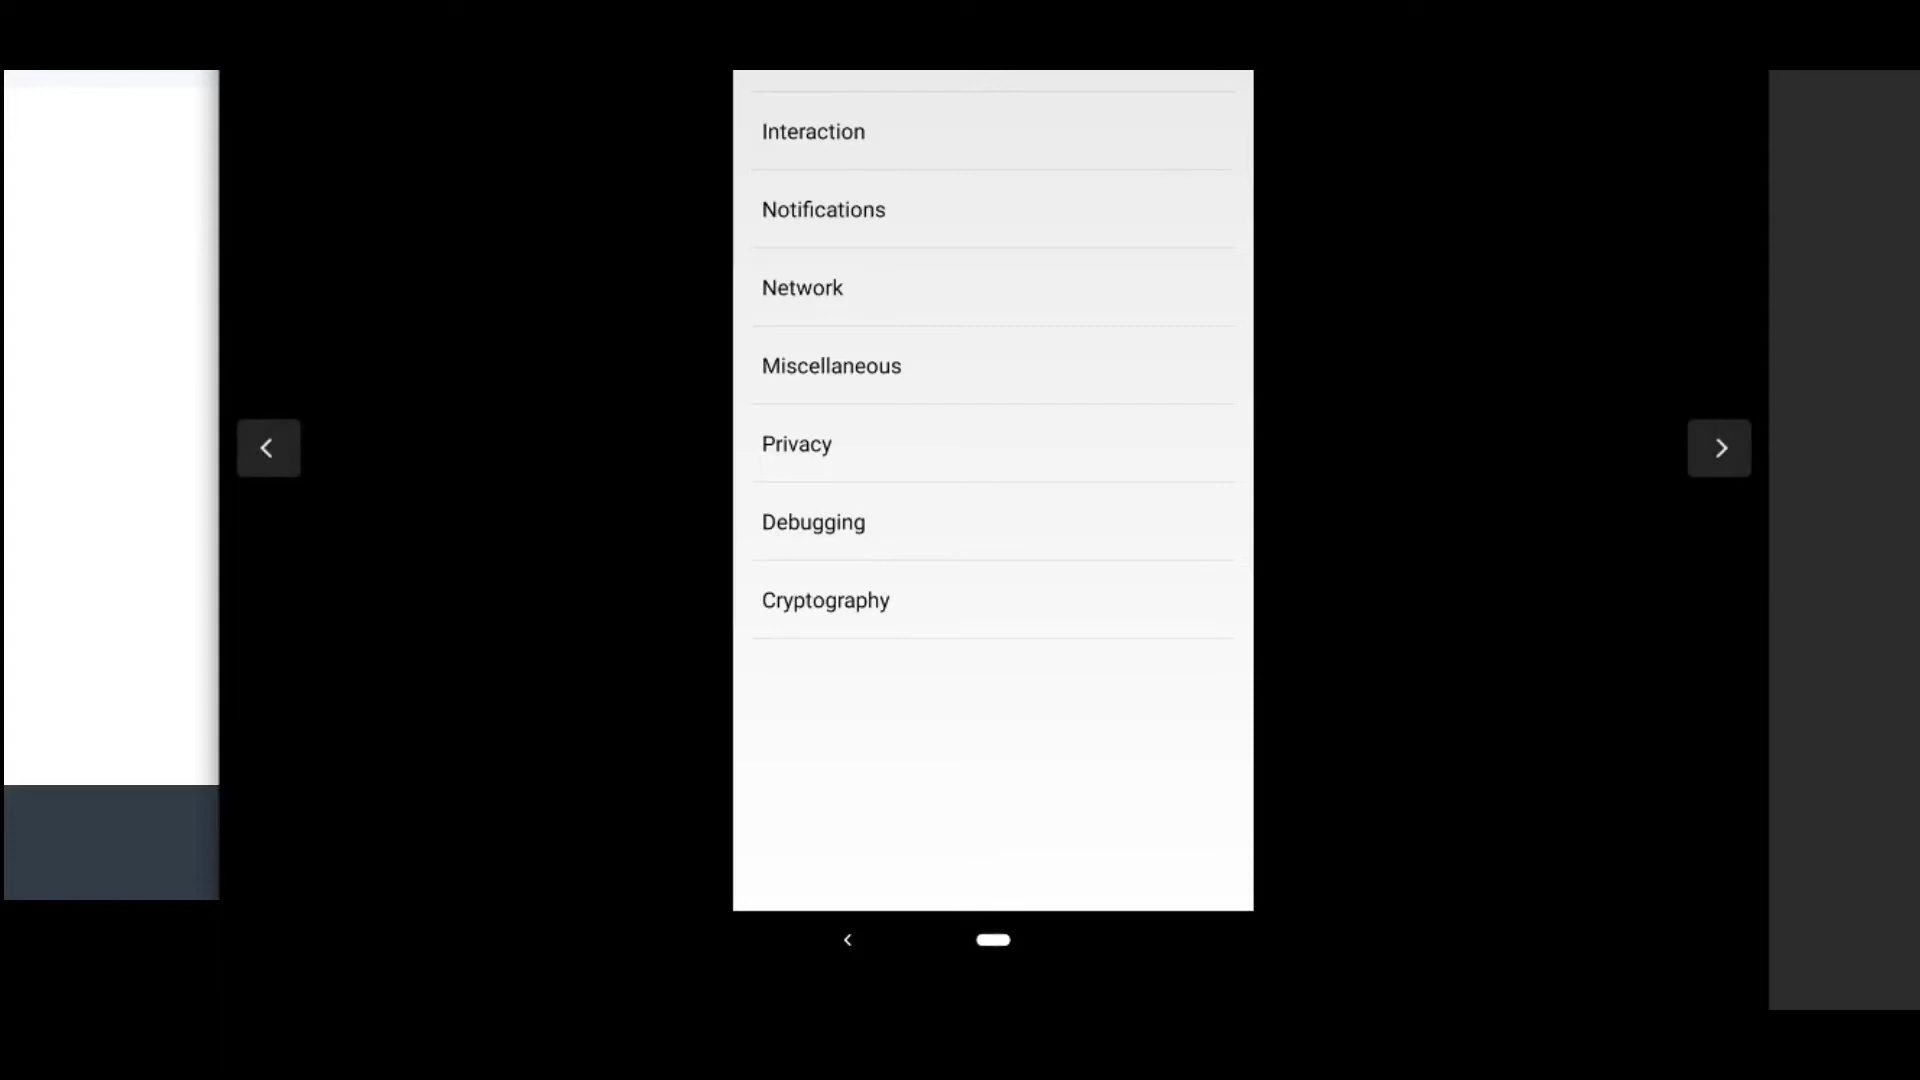 Interaction
Notifications
Network
Miscellaneous
Privacy
Debugging
Cryptography